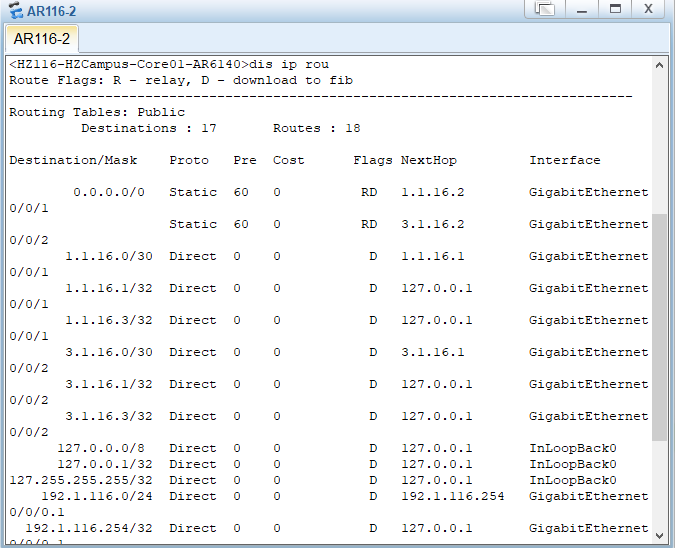 AR116-2
AR116-2
<HZ116-HZCampus-Core01-AR6140>dis ip rou
Route Flags: R - relay, D - download to fib
------------------------------------------------------------------------------
Routing Tables: Public
         Destinations : 17       Routes : 18

Destination/Mask    Proto   Pre  Cost      Flags NextHop         Interface

        0.0.0.0/0   Static  60   0          RD   1.1.16.2        GigabitEthernet
0/0/1
                    Static  60   0          RD   3.1.16.2        GigabitEthernet
0/0/2
       1.1.16.0/30  Direct  0    0           D   1.1.16.1        GigabitEthernet
0/0/1
       1.1.16.1/32  Direct  0    0           D   127.0.0.1       GigabitEthernet
0/0/1
       1.1.16.3/32  Direct  0    0           D   127.0.0.1       GigabitEthernet
0/0/1
       3.1.16.0/30  Direct  0    0           D   3.1.16.1        GigabitEthernet
0/0/2
       3.1.16.1/32  Direct  0    0           D   127.0.0.1       GigabitEthernet
0/0/2
       3.1.16.3/32  Direct  0    0           D   127.0.0.1       GigabitEthernet
0/0/2
      127.0.0.0/8   Direct  0    0           D   127.0.0.1       InLoopBack0
      127.0.0.1/32  Direct  0    0           D   127.0.0.1       InLoopBack0
127.255.255.255/32  Direct  0    0           D   127.0.0.1       InLoopBack0
    192.1.116.0/24  Direct  0    0           D   192.1.116.254   GigabitEthernet
0/0/0.1
  192.1.116.254/32  Direct  0    0           D   127.0.0.1       GigabitEthernet
0/0/0.1